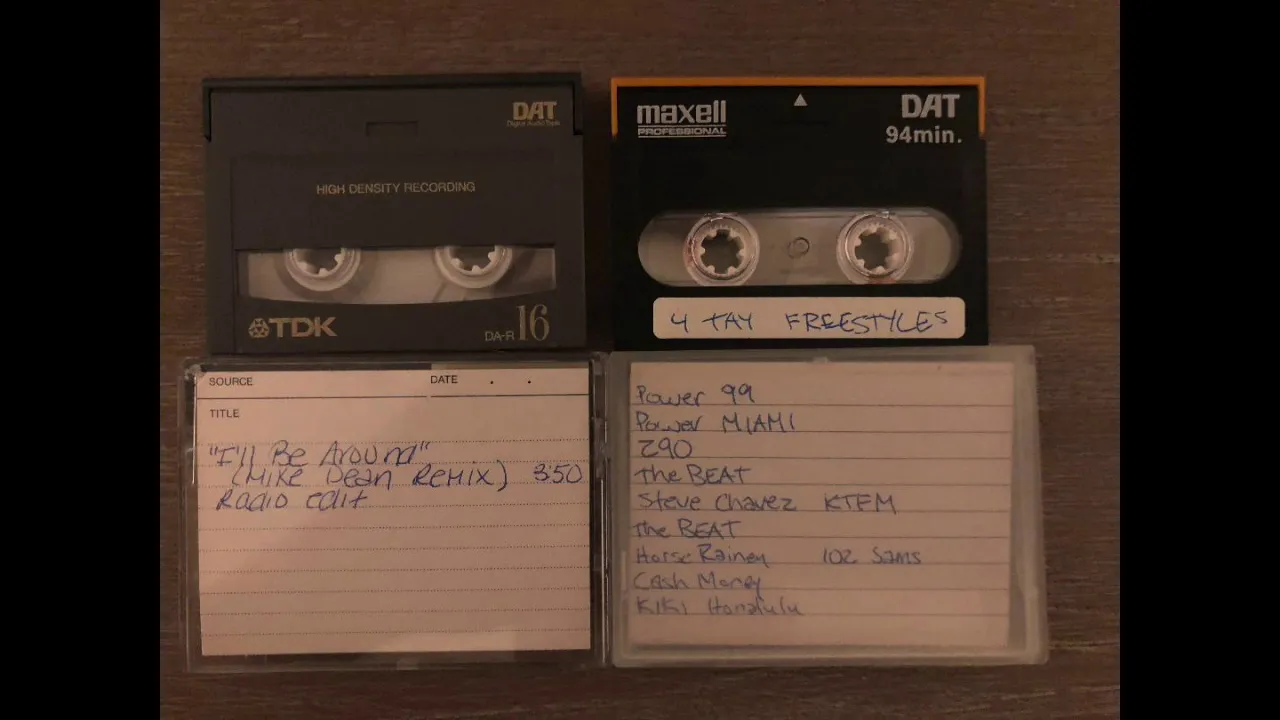 DAT
Digital Audio Tape
HIGH DENSITY RECORDING
TDK
DA-R 16
maxell
PROFESSIONAL
DAT
94min.
4 TAY FREESTYLES
SOURCE DATE . .
TITLE
"I'll Be Around"
(Mike Dean Remix) 3:50
Radio edit
Power 99
Power MIAMI
Z90
The BEAT
Steve Chavez KTFM
The BEAT
Horse Rainey 102 Sams
Cash Money
KIKI Honalulu